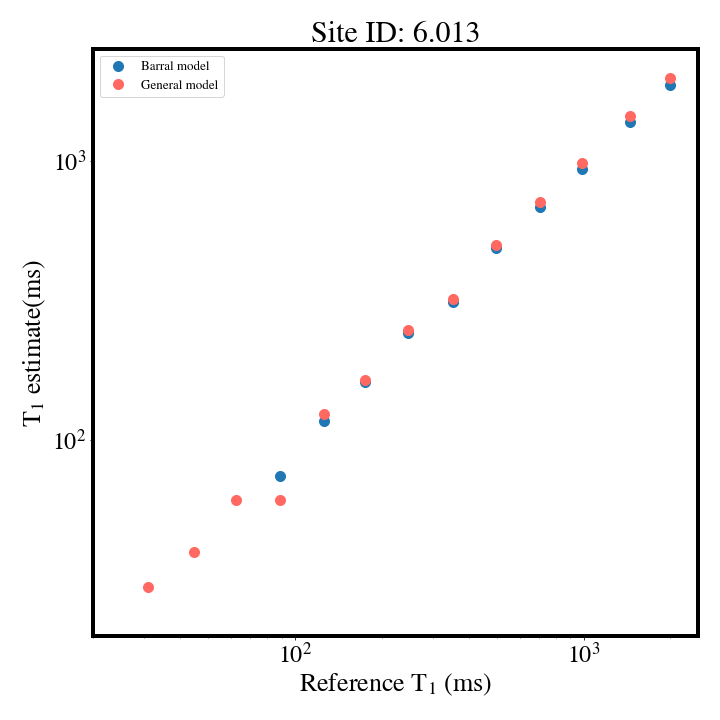 Site ID: 6.013
Barral model
General model
10³
10²
T₁ estimate(ms)
10²
10³
Reference T₁ (ms)